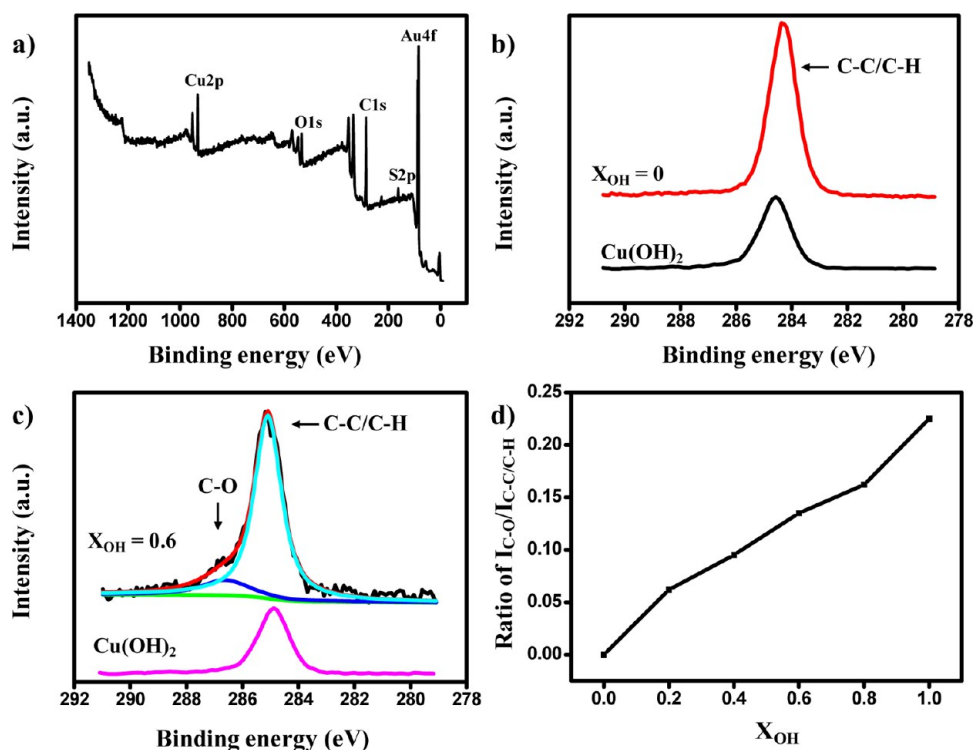 a)
Au4f
Cu2p
C1s
O1s
S2p
Intensity (a.u.)
1400 1200 1000 800 600 400 200 0
Binding energy (eV)
b)
C-C/C-H
X_OH = 0
Cu(OH)₂
Intensity (a.u.)
292 290 288 286 284 282 280 278
Binding energy (eV)
c)
C-C/C-H
C-O
X_OH = 0.6
Cu(OH)₂
Intensity (a.u.)
292 290 288 286 284 282 280 278
Binding energy (eV)
d)
0.25
0.20
0.15
0.10
0.05
0.00
Ratio of I_C-O/I_C-C/C-H
0.0 0.2 0.4 0.6 0.8 1.0
X_OH